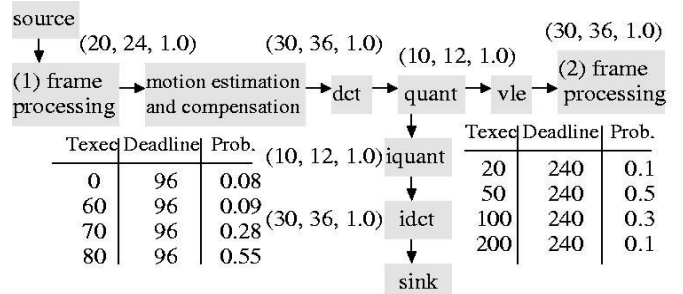 source
(20, 24, 1.0)
(30, 36, 1.0)
(10, 12, 1.0)
(30, 36, 1.0)
(1) frame
processing
motion estimation
and compensation
dct
quant
vle
(2) frame
processing
Texec Deadline Prob.
0 96 0.08
60 96 0.09
70 96 0.28
80 96 0.55
(10, 12, 1.0)
iquant
(30, 36, 1.0)
idct
sink
Texec Deadline Prob.
20 240 0.1
50 240 0.5
100 240 0.3
200 240 0.1